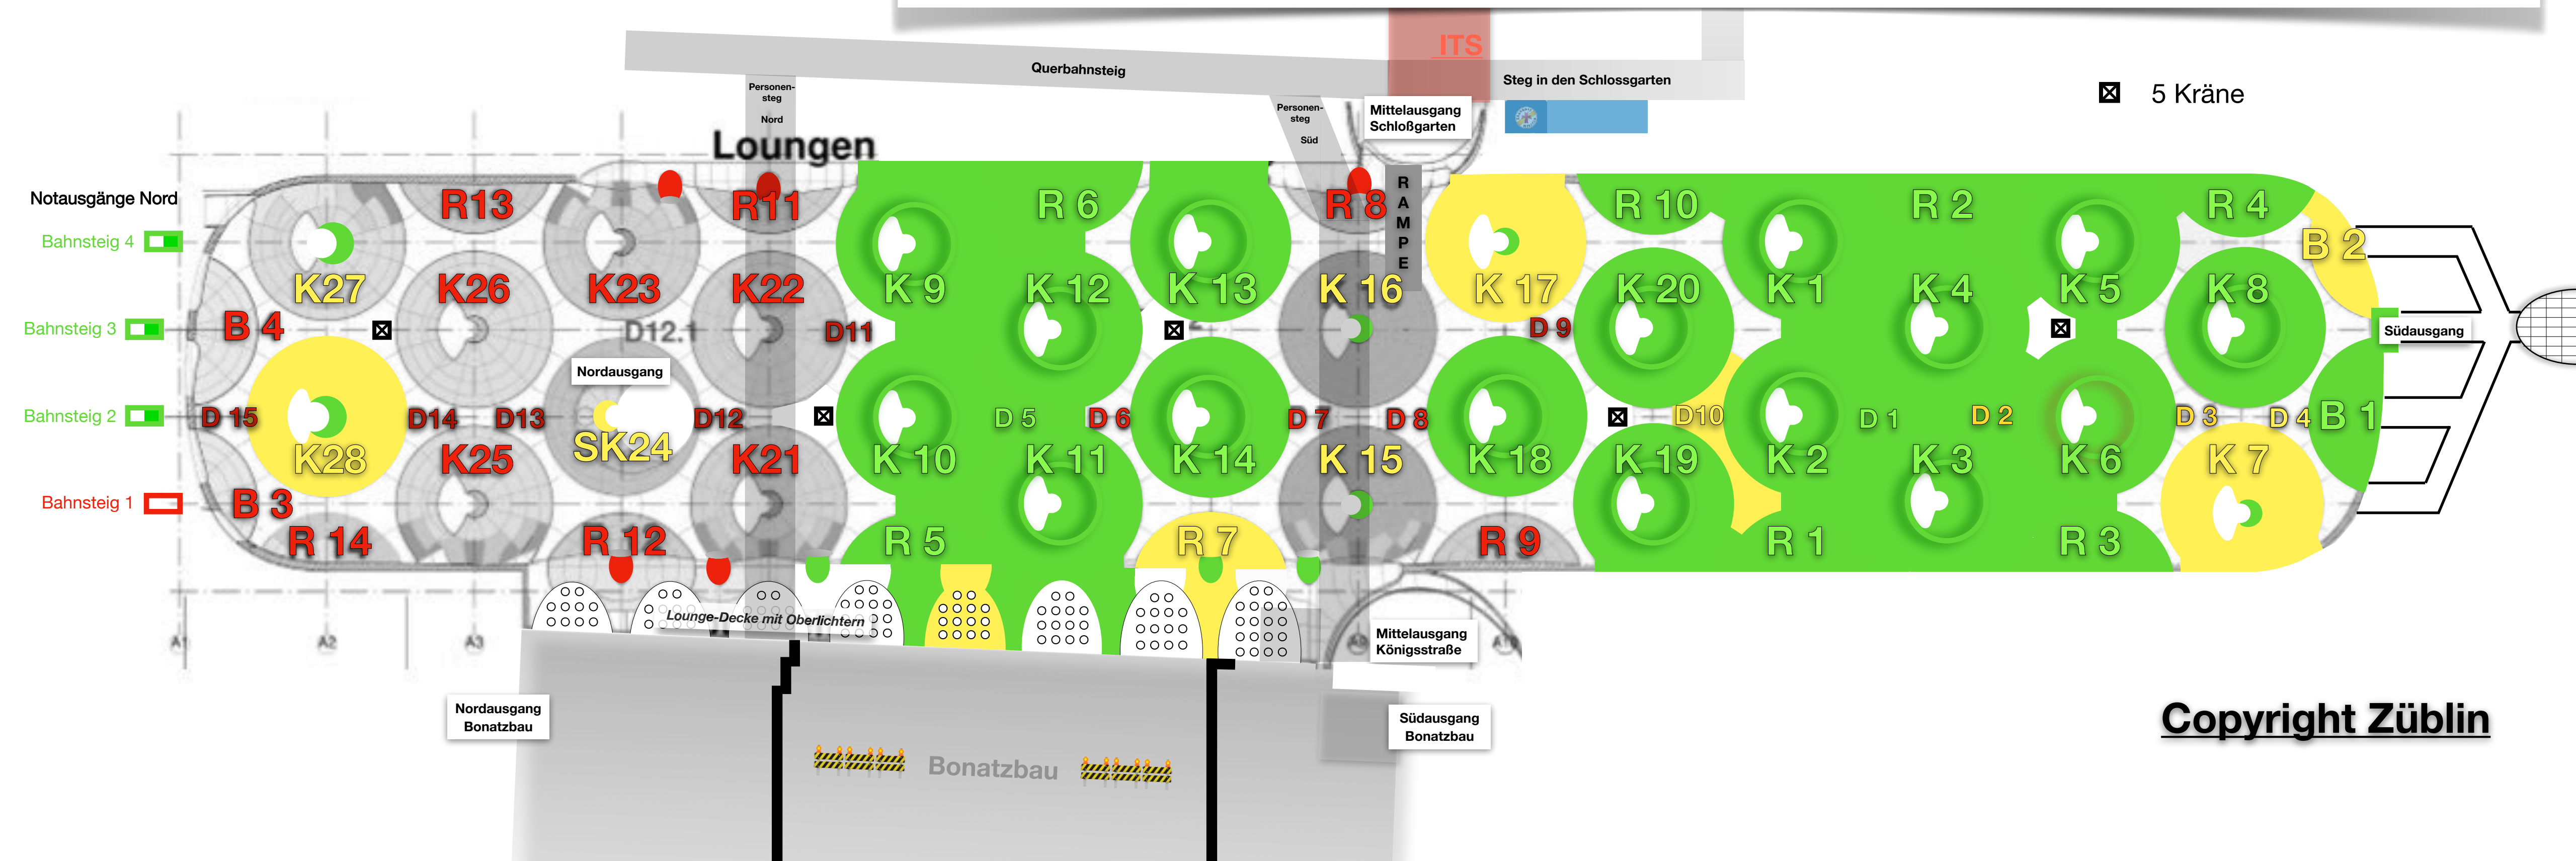 ITS
Querbahnsteig
Steg in den Schlossgarten
5 Kräne
Personen-
steg
Nord
Personen-
steg
Süd
Mittelausgang
Schloßgarten
Loungen
Notausgänge Nord
R13
R11
R 6
R 8
RAMPE
R 10
R 2
R 4
Bahnsteig 4
B 2
K27
K26
K23
K22
K 9
K 12
K 13
K 16
K 17
K 20
K 1
K 4
K 5
K 8
Bahnsteig 3
B 4
D12.1
D11
D 9
Südausgang
Nordausgang
Bahnsteig 2
D 15
D14
D13
D12
D 5
D 6
D 7
D 8
D10
D 1
D 2
D 3
D 4
B 1
K28
K25
SK24
K21
K 10
K 11
K 14
K 15
K 18
K 19
K 2
K 3
K 6
K 7
Bahnsteig 1
B 3
R 14
R 12
R 5
R 7
R 9
R 1
R 3
Lounge-Decke mit Oberlichtern
A1
A2
A3
Mittelausgang
Königsstraße
Nordausgang
Bonatzbau
Südausgang
Bonatzbau
Copyright Züblin
Bonatzbau